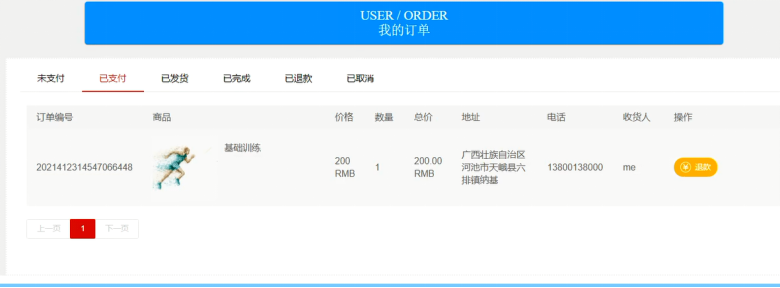 USER / ORDER
我的订单
未支付 已支付 已发货 已完成 已退款 已取消
订单编号 商品 价格 数量 总价 地址 电话 收货人 操作
2021412314547066448 基础训练 200 RMB 1 200.00 RMB 广西壮族自治区河池市天峨县六排镇纳基 13800138000 me 退款
上一页 1 下一页